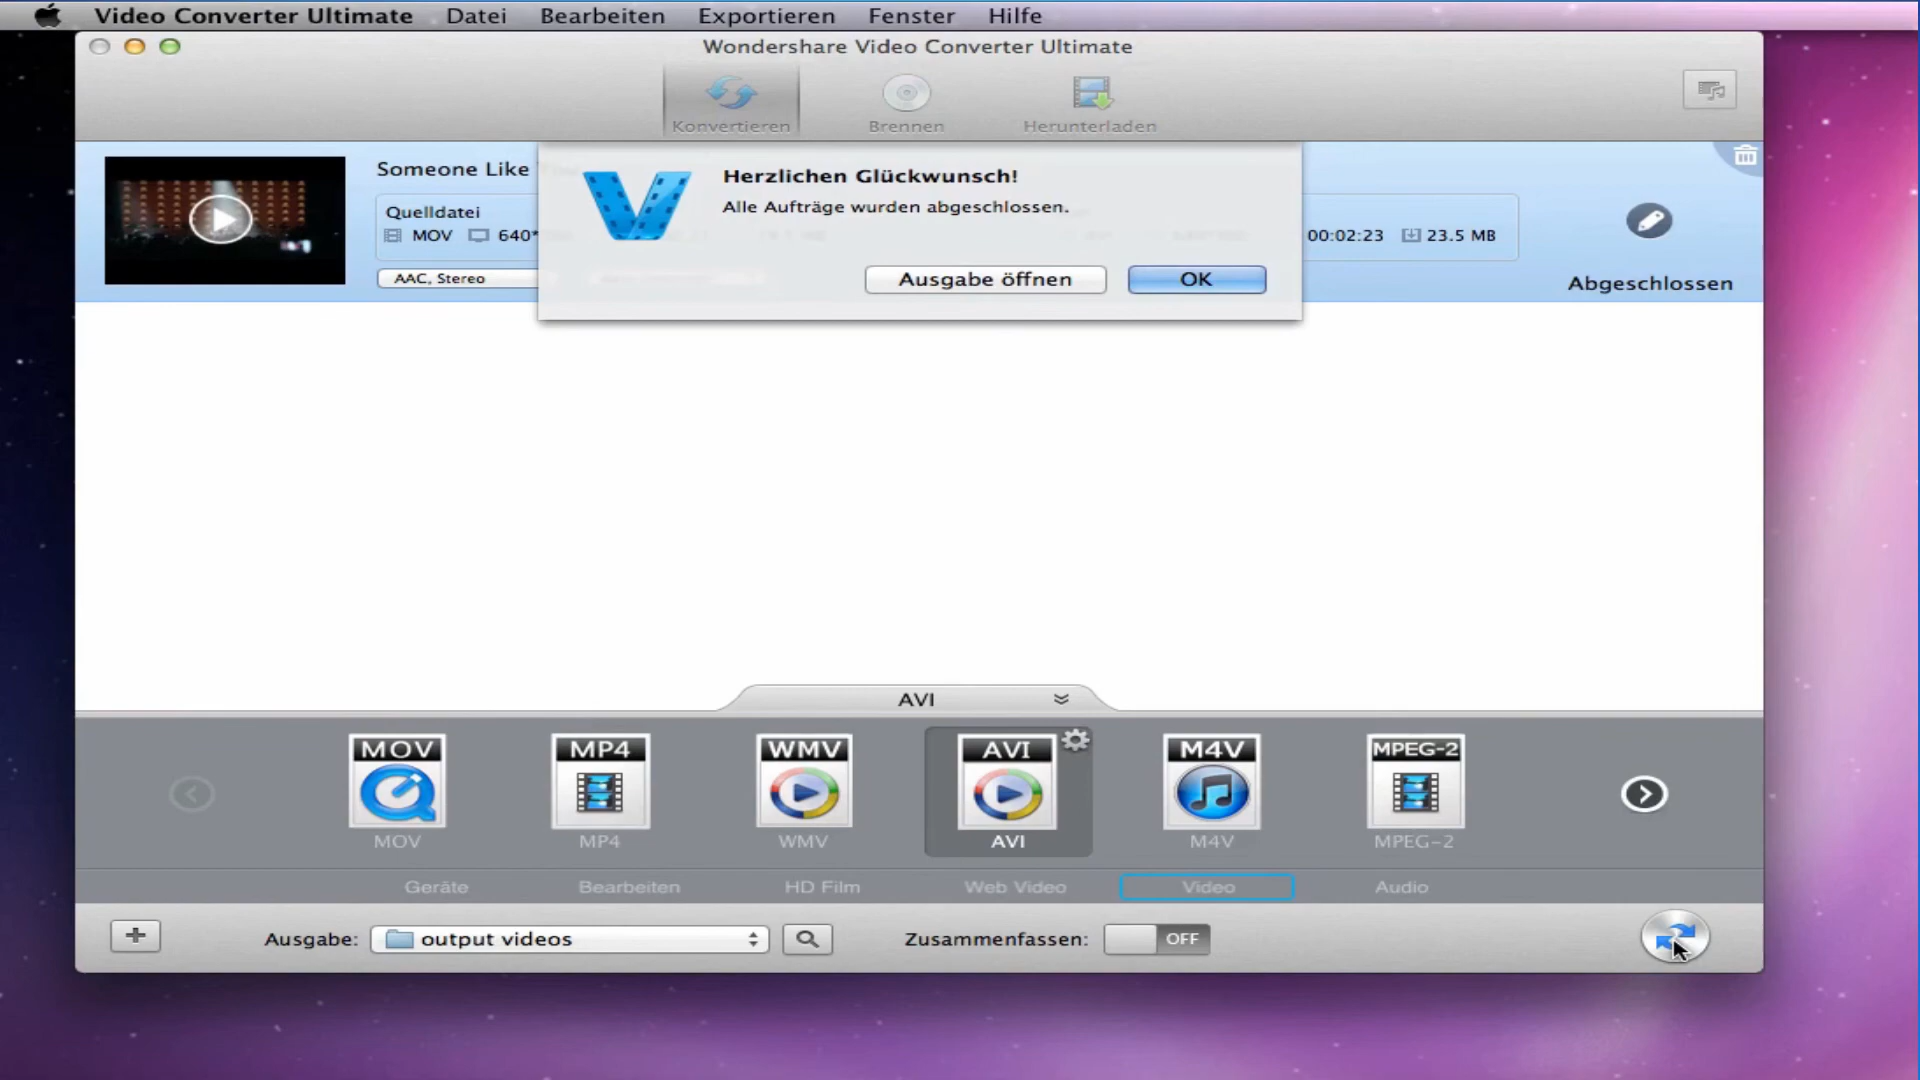 Video Converter Ultimate Datei Bearbeiten Exportieren Fenster Hilfe
Wondershare Video Converter Ultimate
Konvertieren Brennen Herunterladen
Someone Like
Herzlichen Glückwunsch!
Alle Aufträge wurden abgeschlossen.
Quelldatei
MOV 640*
00:02:23 23.5 MB
AAC, Stereo
Ausgabe öffnen OK
Abgeschlossen
AVI
MOV MP4 WMV AVI M4V MPEG-2
MOV MP4 WMV AVI M4V MPEG-2
Geräte Bearbeiten HD Film Web Video Video Audio
Ausgabe: output videos Zusammenfassen: OFF